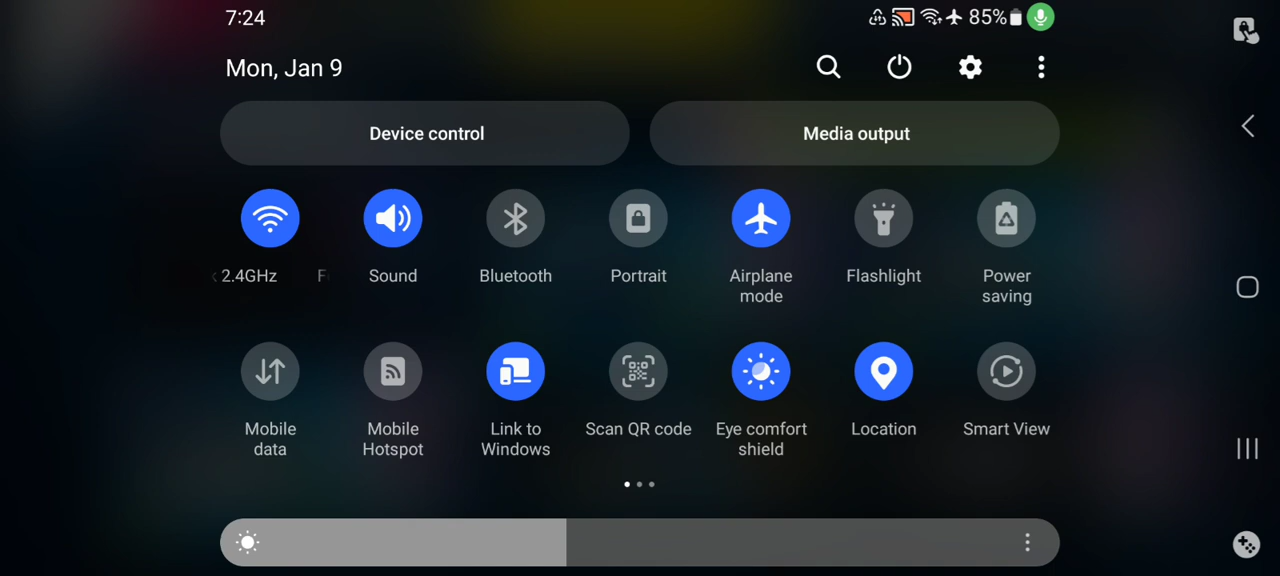 7:24
85%
Mon, Jan 9
Device control
Media output
2.4GHz
Sound
Bluetooth
Portrait
Airplane
mode
Flashlight
Power
saving
Mobile
data
Mobile
Hotspot
Link to
Windows
Scan QR code
Eye comfort
shield
Location
Smart View